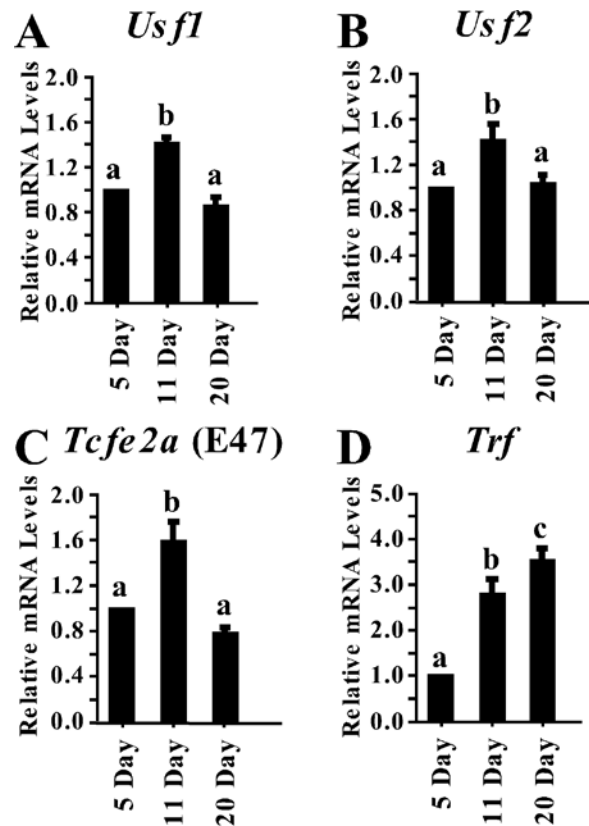 A Usf1
Relative mRNA Levels
2.0
1.6
1.2
0.8
0.4
0.0
a
b
a
5 Day
11 Day
20 Day
B Usf2
Relative mRNA Levels
2.0
1.6
1.2
0.8
0.4
0.0
a
b
a
5 Day
11 Day
20 Day
C Tcfe2a (E47)
Relative mRNA Levels
2.0
1.6
1.2
0.8
0.4
0.0
a
b
a
5 Day
11 Day
20 Day
D Trf
Relative mRNA Levels
5.0
4.0
3.0
2.0
1.0
0.0
a
b
c
5 Day
11 Day
20 Day